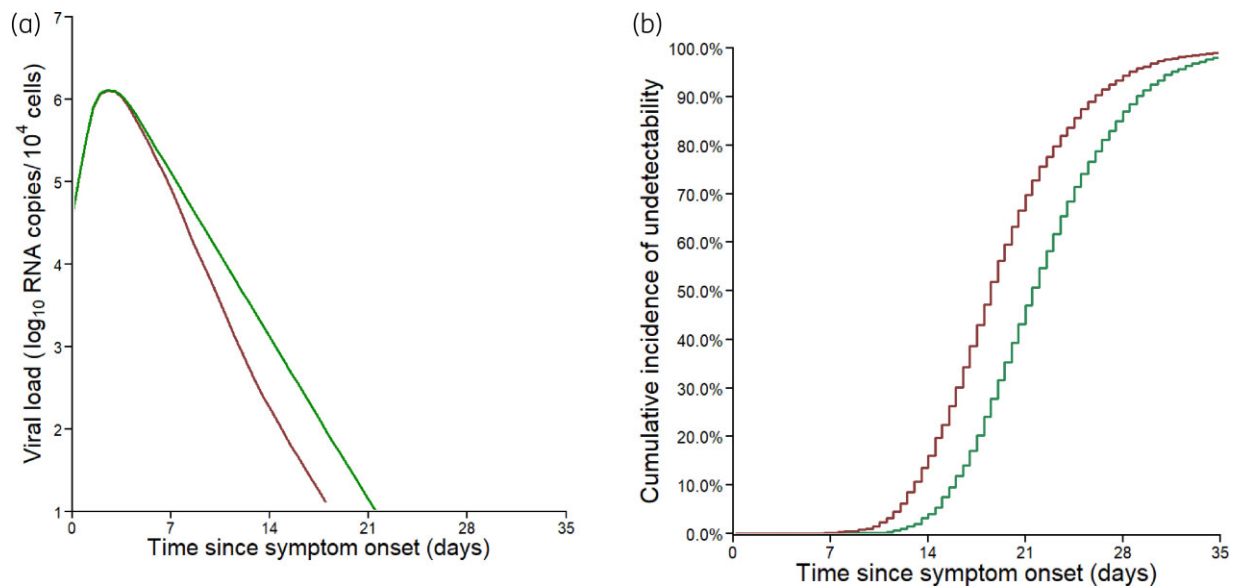 (a)
7
6
5
4
3
2
1
Viral load (log₁₀ RNA copies/10⁴ cells)
0 7 14 21 28 35
Time since symptom onset (days)
(b)
100.0%
90.0%
80.0%
70.0%
60.0%
50.0%
40.0%
30.0%
20.0%
10.0%
0.0%
Cumulative incidence of undetectability
0 7 14 21 28 35
Time since symptom onset (days)